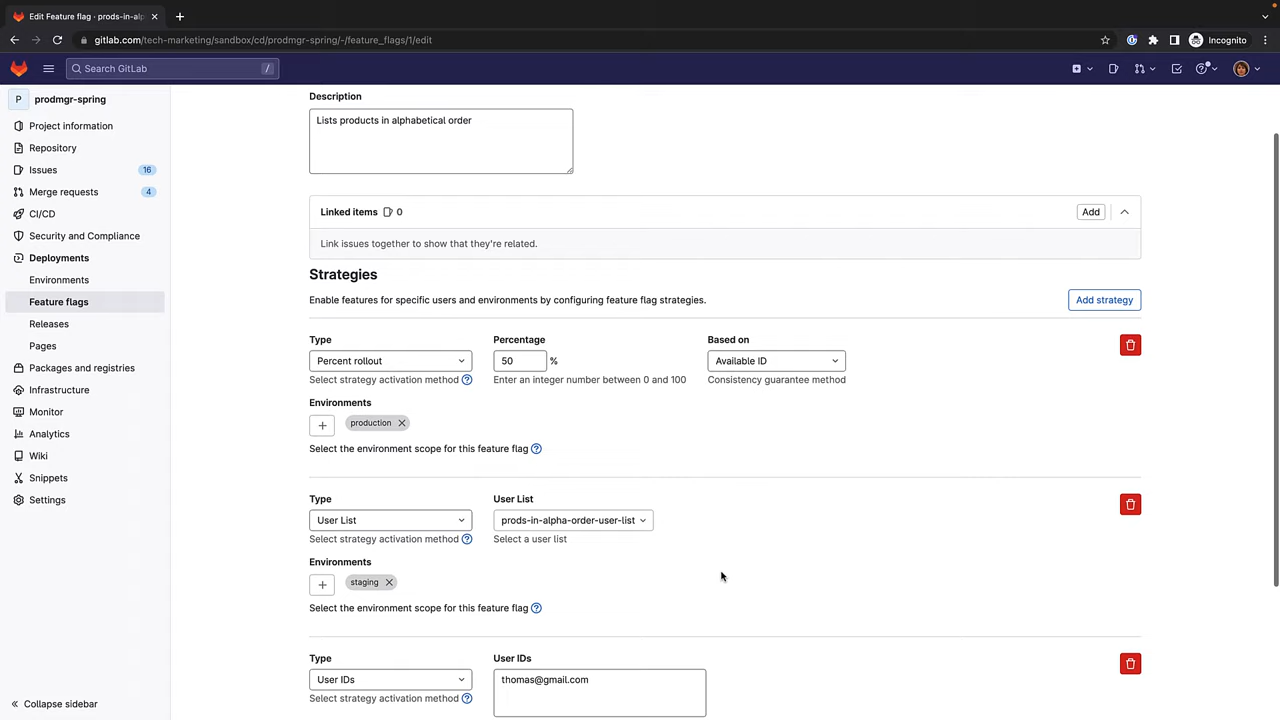 Edit Feature flag · prods-in-alp
gitlab.com/tech-marketing/sandbox/cd/prodmgr-spring/-/feature_flags/1/edit
Incognito
Search GitLab /
P prodmgr-spring
Project information
Repository
Issues 16
Merge requests 4
CI/CD
Security and Compliance
Deployments
Environments
Feature flags
Releases
Pages
Packages and registries
Infrastructure
Monitor
Analytics
Wiki
Snippets
Settings
Collapse sidebar
Description
Lists products in alphabetical order
Linked items 0
Add
Link issues together to show that they're related.
Strategies
Enable features for specific users and environments by configuring feature flag strategies.
Add strategy
Type Percentage Based on
Percent rollout 50 % Available ID
Select strategy activation method Enter an integer number between 0 and 100 Consistency guarantee method
Environments
production
Select the environment scope for this feature flag
Type User List
User List prods-in-alpha-order-user-list
Select strategy activation method Select a user list
Environments
staging
Select the environment scope for this feature flag
Type User IDs
User IDs thomas@gmail.com
Select strategy activation method